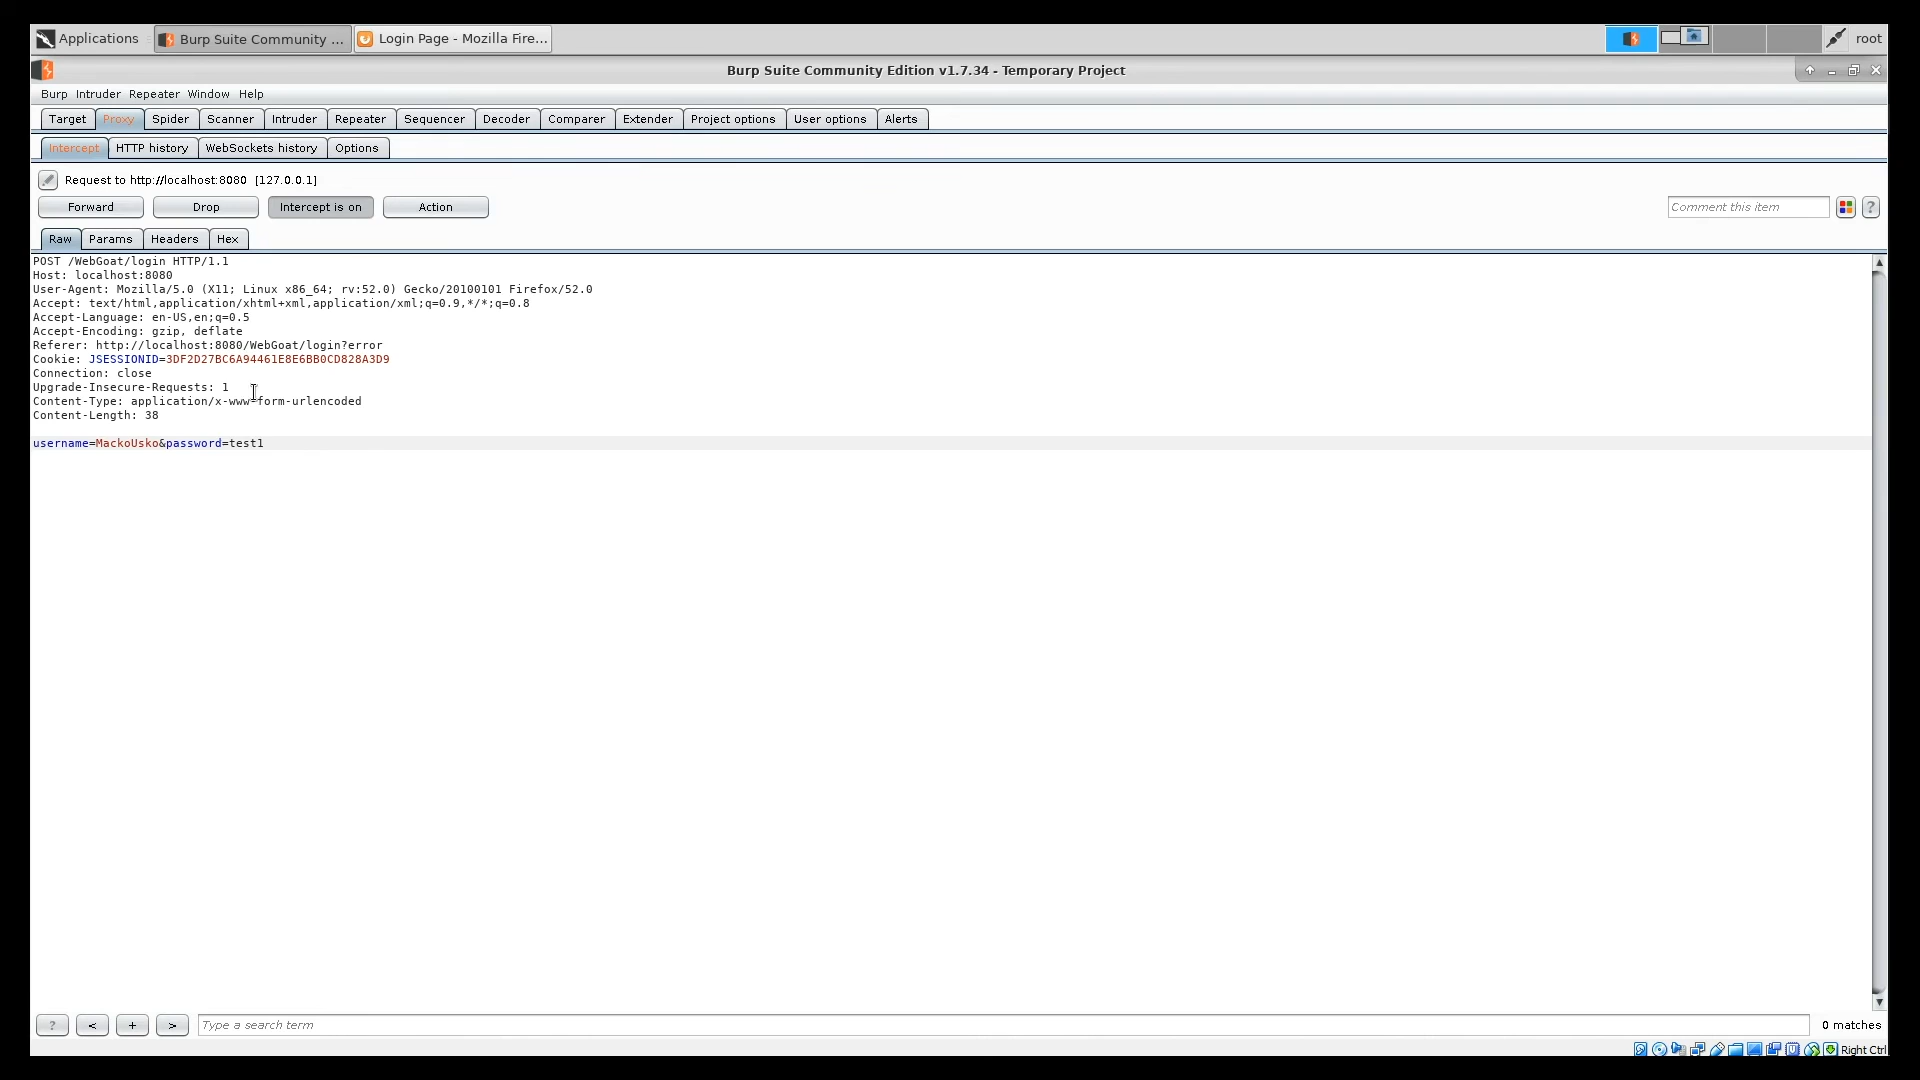 Applications Burp Suite Community ... Login Page - Mozilla Fire... root
Burp Suite Community Edition v1.7.34 - Temporary Project
Burp Intruder Repeater Window Help
Target Proxy Spider Scanner Intruder Repeater Sequencer Decoder Comparer Extender Project options User options Alerts
Intercept HTTP history WebSockets history Options
Request to http://localhost:8080 [127.0.0.1]
Forward Drop Intercept is on Action Comment this item ?
Raw Params Headers Hex
POST /WebGoat/login HTTP/1.1
Host: localhost:8080
User-Agent: Mozilla/5.0 (X11; Linux x86_64; rv:52.0) Gecko/20100101 Firefox/52.0
Accept: text/html,application/xhtml+xml,application/xml;q=0.9,*/*;q=0.8
Accept-Language: en-US,en;q=0.5
Accept-Encoding: gzip, deflate
Referer: http://localhost:8080/WebGoat/login?error
Cookie: JSESSIONID=3DF2D27BC6A94461E8E6BB0CD828A3D9
Connection: close
Upgrade-Insecure-Requests: 1
Content-Type: application/x-www-form-urlencoded
Content-Length: 38
username=MackoUsko&password=test1
? < + > Type a search term 0 matches
Right Ctrl